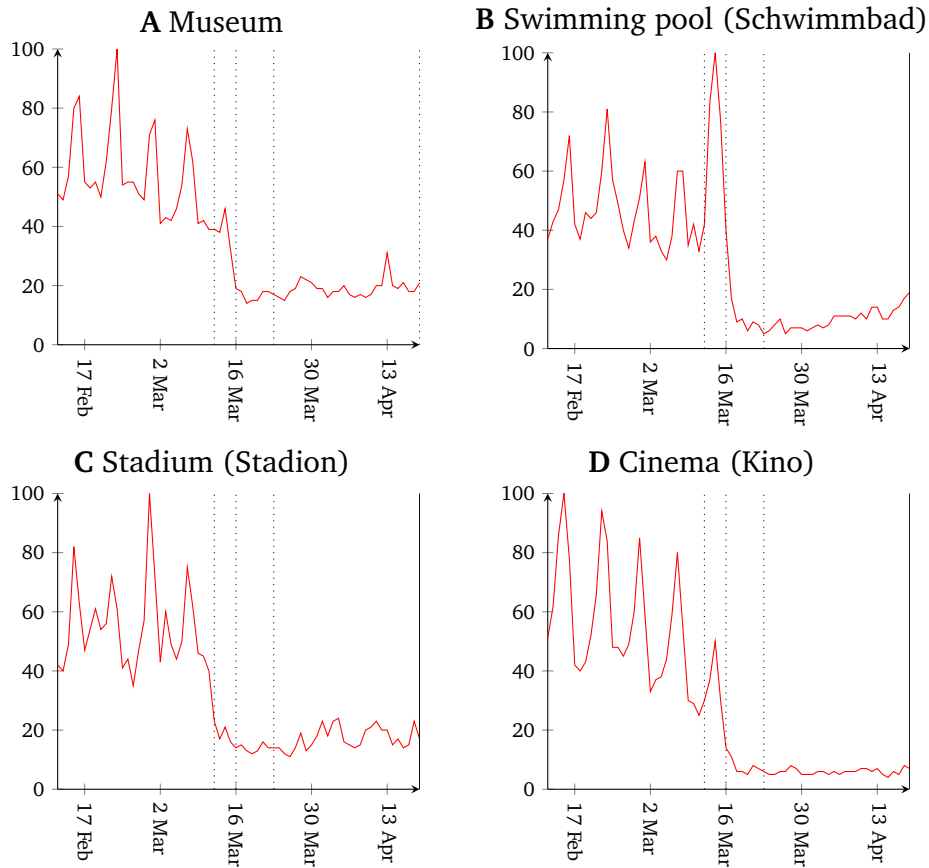 A Museum
100
80
60
40
20
0
17 Feb
2 Mar
16 Mar
30 Mar
13 Apr
B Swimming pool (Schwimmbad)
100
80
60
40
20
0
17 Feb
2 Mar
16 Mar
30 Mar
13 Apr
C Stadium (Stadion)
100
80
60
40
20
0
17 Feb
2 Mar
16 Mar
30 Mar
13 Apr
D Cinema (Kino)
100
80
60
40
20
0
17 Feb
2 Mar
16 Mar
30 Mar
13 Apr